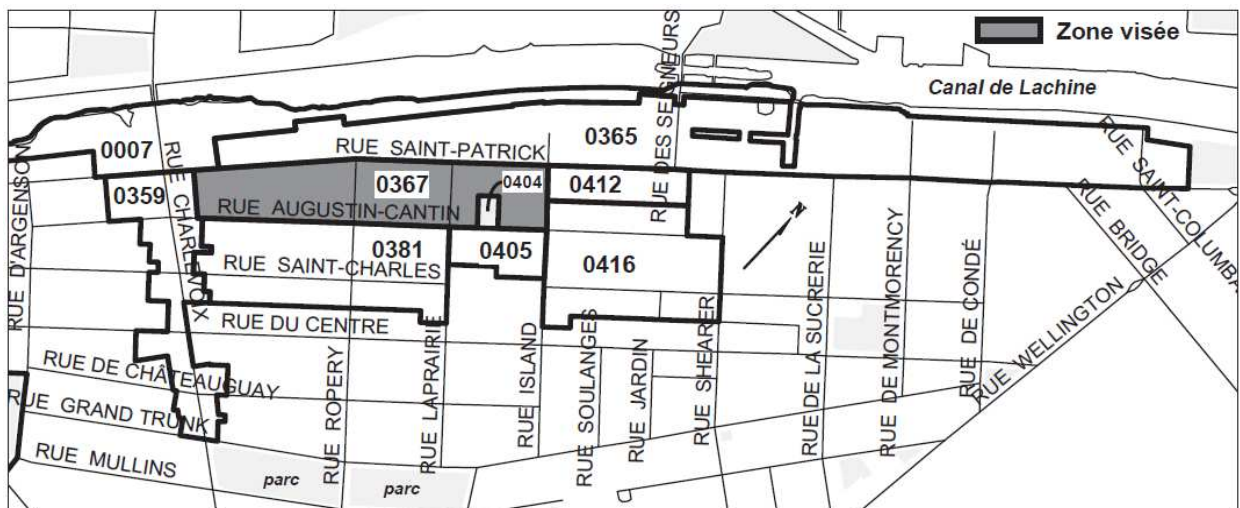 Zone visée
Canal de Lachine
RUE DES SEIGNEURS
0007
RUE SAINT-PATRICK
0365
RUE SAINT-COLUMBA
0359
0367
0404
0412
RUE D'ARGENSON
RUE CHARLEVOIX
RUE AUGUSTIN-CANTIN
N
0381
0405
0416
RUE SAINT-CHARLES
RUE BRIDGE
RUE DU CENTRE
RUE DE CHÂTEAUGUAY
RUE GRAND TRUNK
RUE MULLINS
RUE ROPERY
RUE LAPRAIRIE
RUE ISLAND
RUE SOULANGES
RUE JARDIN
RUE SHEARER
RUE DE LA SUCRERIE
RUE DE MONTMORENCY
RUE DE CONDÉ
RUE WELLINGTON
parc
parc